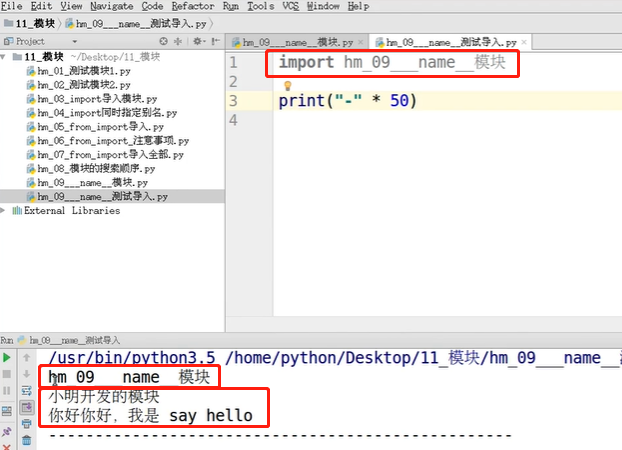 File Edit View Navigate Code Refactor Run Tools VCS Window Help
11_模块 hm_09___name__测试导入.py
Project
hm_09___name__模块.py × hm_09___name__测试导入.py ×
11_模块 ~/Desktop/11_模块
hm_01_测试模块1.py
hm_02_测试模块2.py
hm_03_import导入模块.py
hm_04_import同时指定别名.py
hm_05_from_import导入.py
hm_06_from_import_注意事项.py
hm_07_from_import导入全部.py
hm_08_模块的搜索顺序.py
hm_09___name__模块.py
hm_09___name__测试导入.py
External Libraries
1 import hm_09___name__模块
2
3 print("-" * 50)
4
Run hm_09___name__测试导入
/usr/bin/python3.5 /home/python/Desktop/11_模块/hm_09___name__
hm_09___name__模块
小明开发的模块
你好你好，我是 say hello
--------------------------------------------------